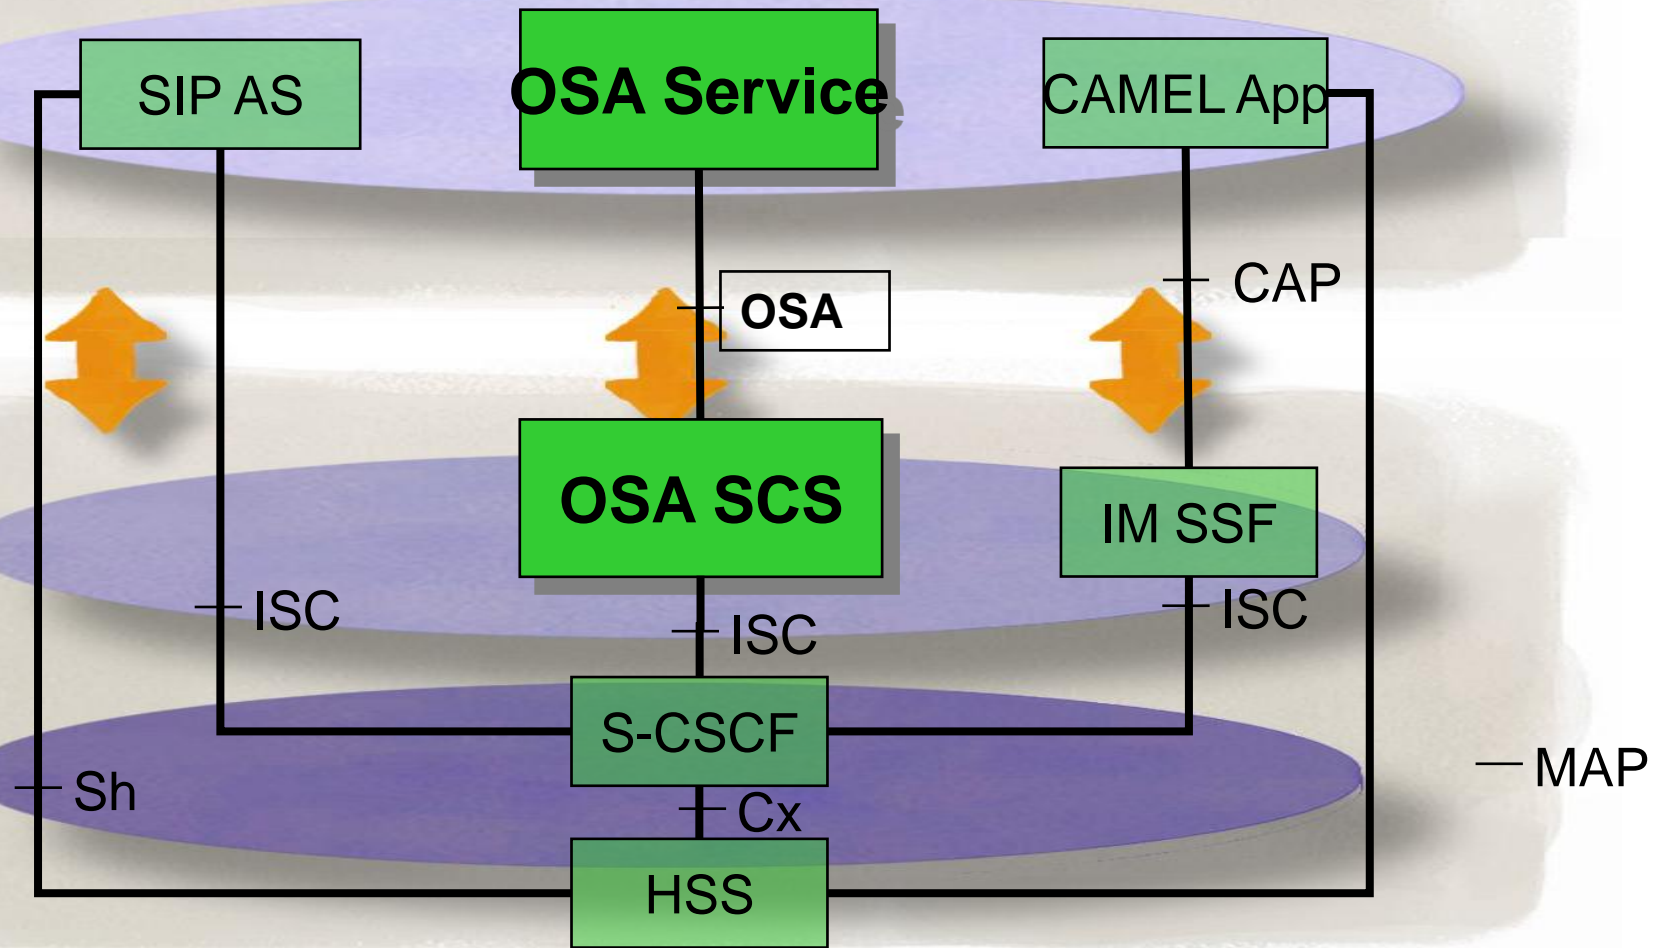 SIP AS
OSA Service
CAMEL App
CAP
OSA
OSA SCS
IM SSF
ISC
ISC
ISC
S-CSCF
MAP
Sh
Cx
HSS